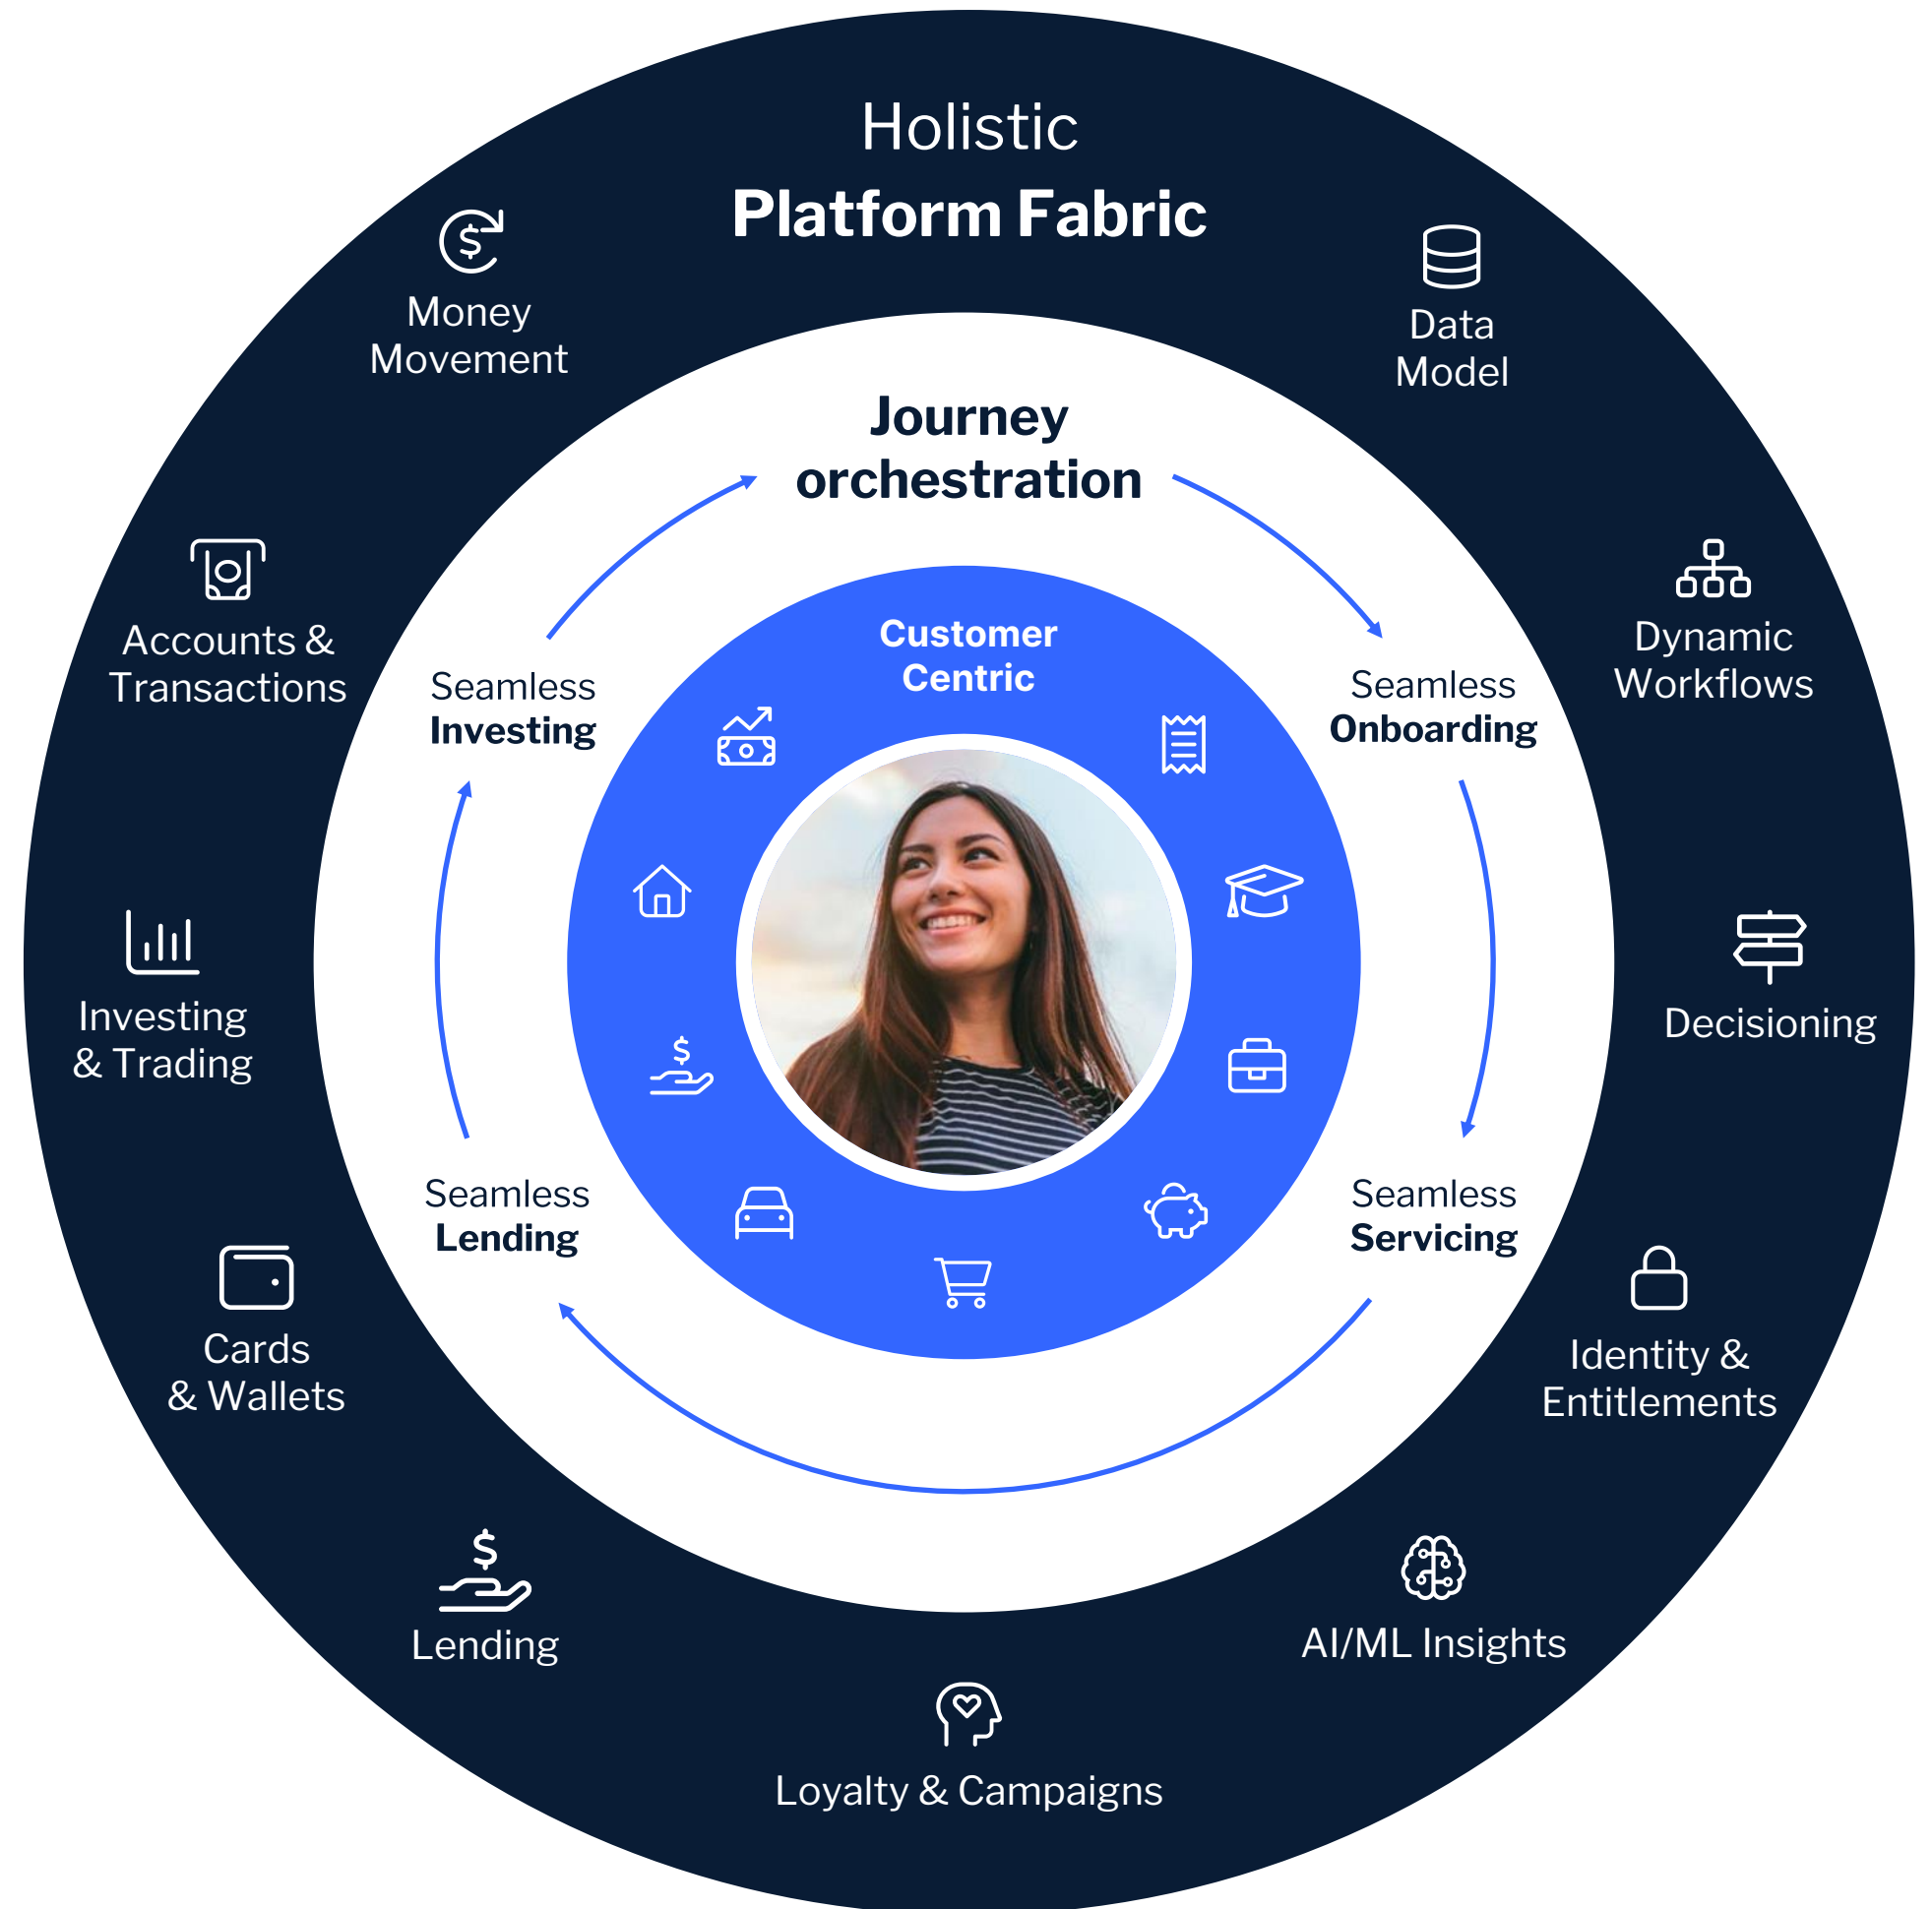 Holistic
Platform Fabric
Money
Movement
Data
Model
Journey
orchestration
Accounts &
Transactions
Dynamic
Workflows
Customer
Centric
Seamless
Investing
Seamless
Onboarding
Investing
& Trading
Decisioning
Seamless
Lending
Seamless
Servicing
Cards
& Wallets
Identity &
Entitlements
Lending
AI/ML Insights
Loyalty & Campaigns